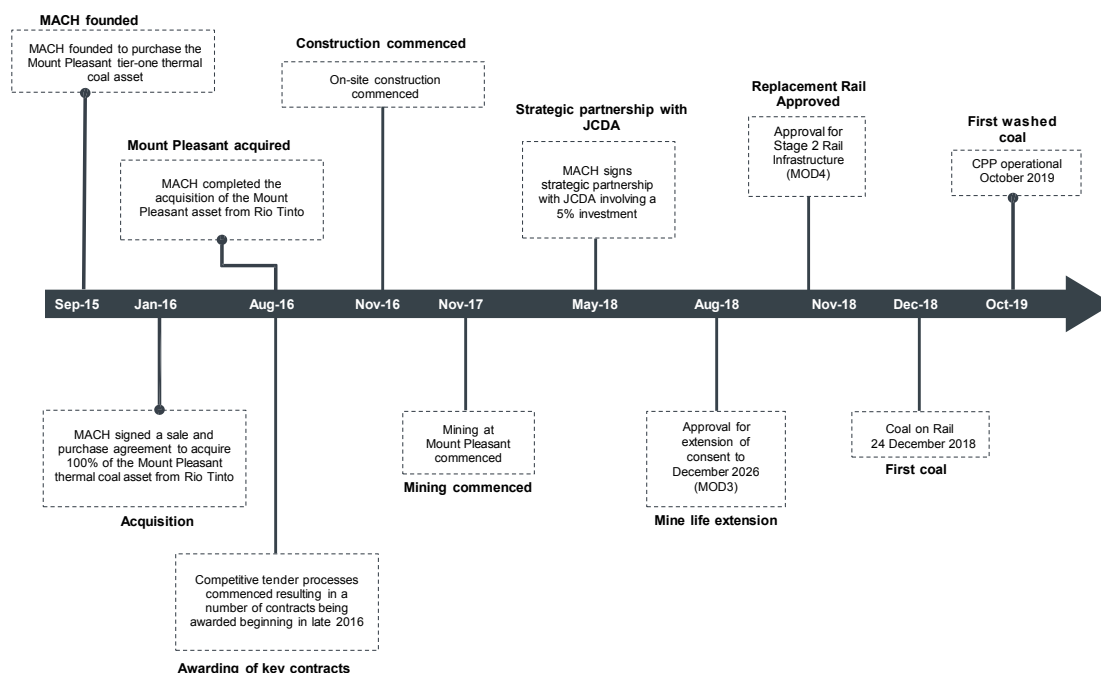 MACH founded
MACH founded to purchase the
Mount Pleasant tier-one thermal
coal asset
Mount Pleasant acquired
MACH completed the
acquisition of the Mount
Pleasant asset from Rio Tinto
Construction commenced
On-site construction
commenced
Strategic partnership with
JCDA
MACH signs
strategic partnership
with JCDA involving a
5% investment
Replacement Rail
Approved
Approval for
Stage 2 Rail
Infrastructure
(MOD4)
First washed
coal
CPP operational
October 2019
Sep-15 Jan-16 Aug-16 Nov-16 Nov-17 May-18 Aug-18 Nov-18 Dec-18 Oct-19
MACH signed a sale and
purchase agreement to acquire
100% of the Mount Pleasant
thermal coal asset from Rio Tinto
Acquisition
Competitive tender processes
commenced resulting in a
number of contracts being
awarded beginning in late 2016
Awarding of key contracts
Mining at
Mount Pleasant
commenced
Mining commenced
Approval for
extension of
consent to
December 2026
(MOD3)
Mine life extension
Coal on Rail
24 December 2018
First coal